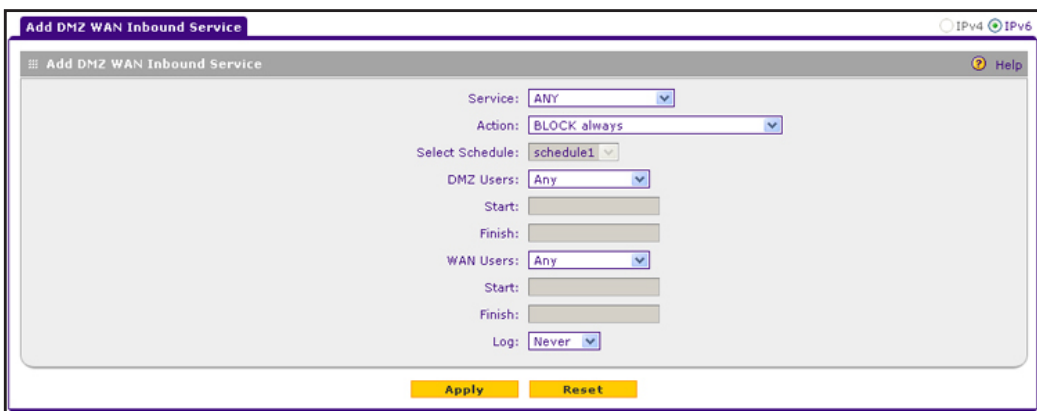 Add DMZ WAN Inbound Service
IPv4 IPv6
Add DMZ WAN Inbound Service
Help
Service: ANY
Action: BLOCK always
Select Schedule: schedule1
DMZ Users: Any
Start:
Finish:
WAN Users: Any
Start:
Finish:
Log: Never
Apply Reset